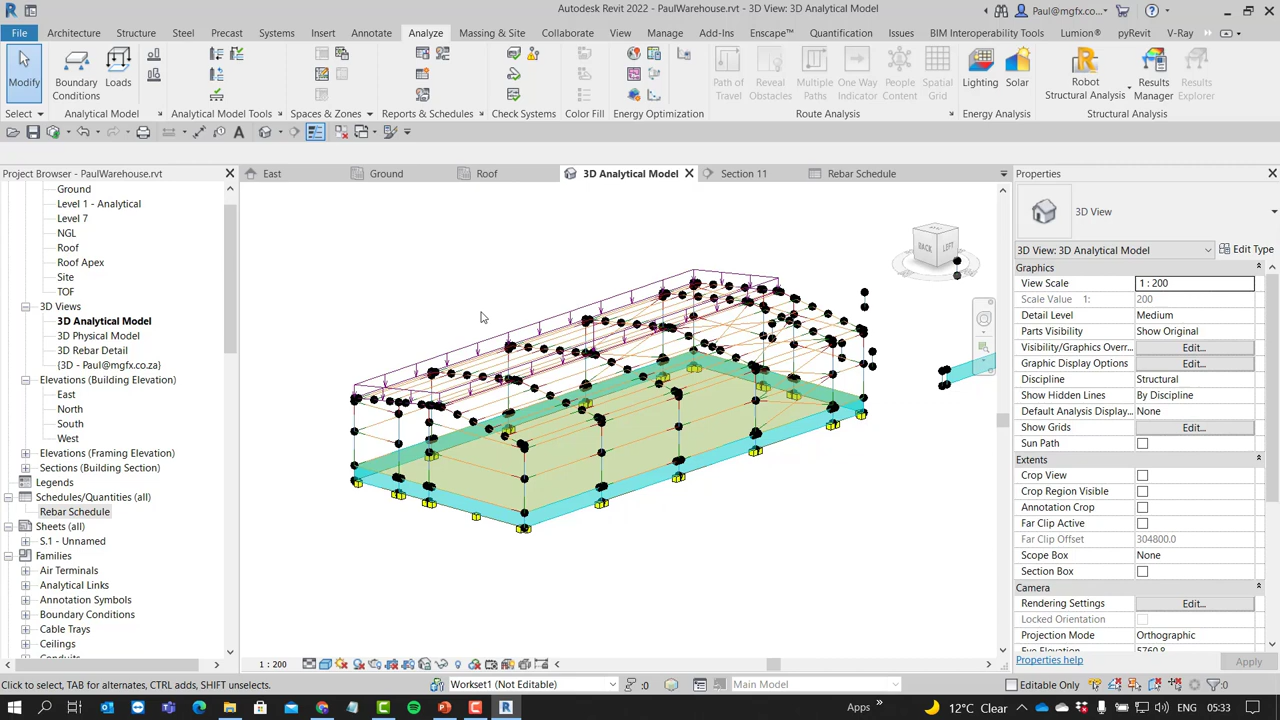 Autodesk Revit 2022 - PaulWarehouse.rvt - 3D View: 3D Analytical Model
Paul@mgfx.co...
File Architecture Structure Steel Precast Systems Insert Annotate Analyze Massing & Site Collaborate View Manage Add-Ins Enscape™ Quantification Issues BIM Interoperability Tools Lumion® pyRevit V-Ray
Modify
Boundary Conditions
Loads
Path of Travel
Reveal Obstacles
Multiple Paths
One Way Indicator
People Content
Spatial Grid
Lighting
Solar
Robot Structural Analysis
Results Manager
Results Explorer
Select Analytical Model Analytical Model Tools Spaces & Zones Reports & Schedules Check Systems Color Fill Energy Optimization Route Analysis Energy Analysis Structural Analysis
Project Browser - PaulWarehouse.rvt
East Ground Roof 3D Analytical Model Section 11 Rebar Schedule
Ground
Level 1 - Analytical
Level 7
NGL
Roof
Roof Apex
Site
TOF
3D Views
3D Analytical Model
3D Physical Model
3D Rebar Detail
{3D - Paul@mgfx.co.za}
Elevations (Building Elevation)
East
North
South
West
Elevations (Framing Elevation)
Sections (Building Section)
Legends
Schedules/Quantities (all)
Rebar Schedule
Sheets (all)
S.1 - Unnamed
Families
Air Terminals
Analytical Links
Annotation Symbols
Boundary Conditions
Cable Trays
Ceilings
BACK LEFT
Properties
3D View
3D View: 3D Analytical Model Edit Type
Graphics
View Scale 1 : 200
Scale Value 1: 200
Detail Level Medium
Parts Visibility Show Original
Visibility/Graphics Overr... Edit...
Graphic Display Options Edit...
Discipline Structural
Show Hidden Lines By Discipline
Default Analysis Display... None
Show Grids Edit...
Sun Path
Extents
Crop View
Crop Region Visible
Annotation Crop
Far Clip Active
Far Clip Offset 304800.0
Scope Box None
Section Box
Camera
Rendering Settings Edit...
Locked Orientation
Projection Mode Orthographic
Properties help Apply
1 : 200
Click to select, TAB for alternates, CTRL adds, SHIFT unselects.
Workset1 (Not Editable) :0 Main Model Editable Only :0
Apps 12°C Clear ENG 05:33